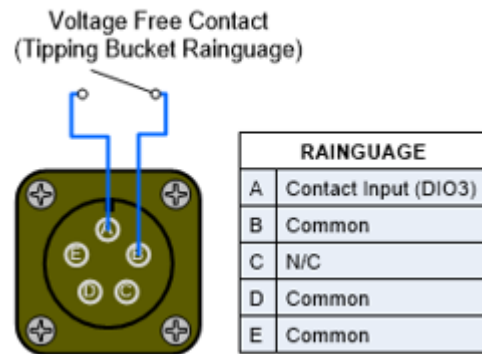 Voltage Free Contact
(Tipping Bucket Rainguage)
A
E
B
D
C
RAINGUAGE
A Contact Input (DIO3)
B Common
C N/C
D Common
E Common